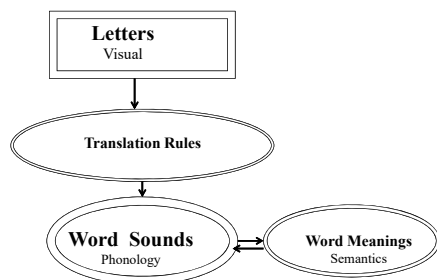 Letters
Visual
Translation Rules
Word Sounds
Phonology
Word Meanings
Semantics